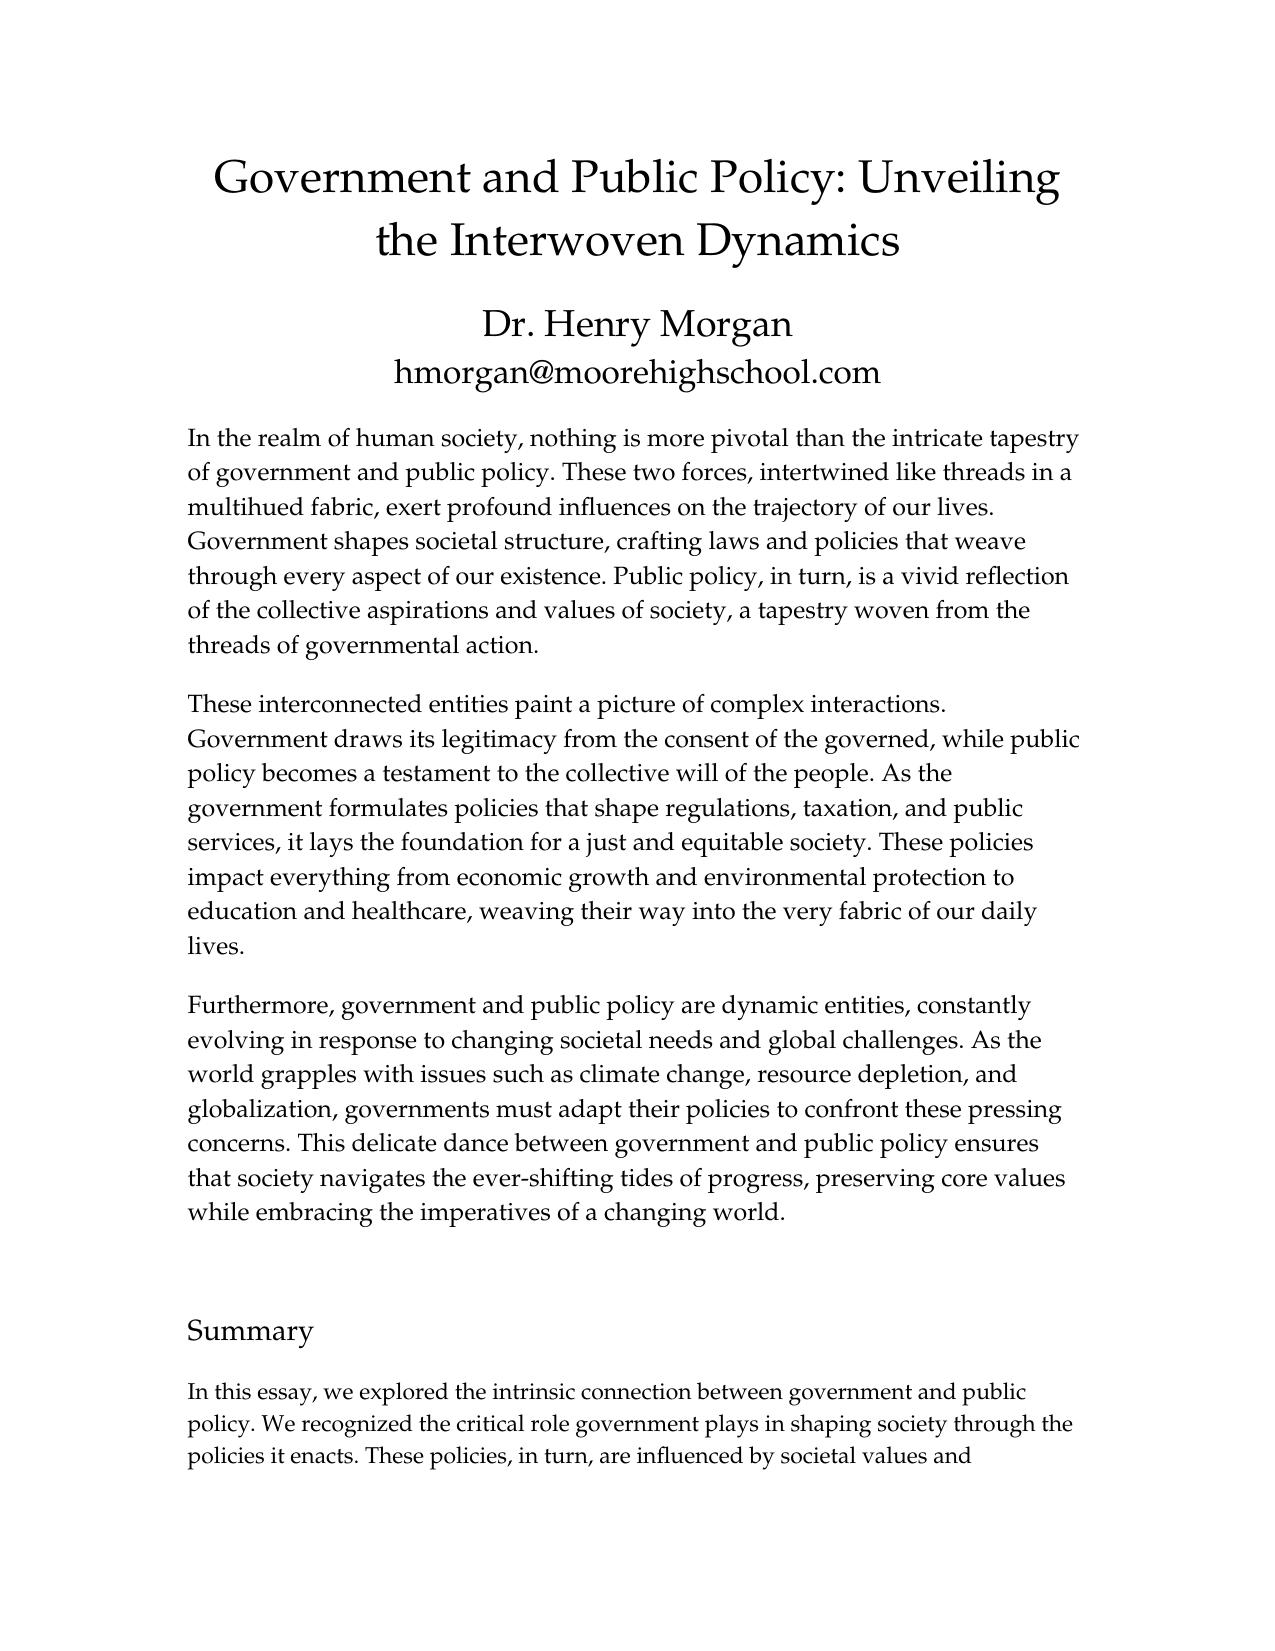 Government and Public Policy: Unveiling
the Interwoven Dynamics
Dr. Henry Morgan
hmorgan@moorehighschool.com
In the realm of human society, nothing is more pivotal than the intricate tapestry
of government and public policy. These two forces, intertwined like threads in a
multihued fabric, exert profound influences on the trajectory of our lives.
Government shapes societal structure, crafting laws and policies that weave
through every aspect of our existence. Public policy, in turn, is a vivid reflection
of the collective aspirations and values of society, a tapestry woven from the
threads of governmental action.
These interconnected entities paint a picture of complex interactions.
Government draws its legitimacy from the consent of the governed, while public
policy becomes a testament to the collective will of the people. As the
government formulates policies that shape regulations, taxation, and public
services, it lays the foundation for a just and equitable society. These policies
impact everything from economic growth and environmental protection to
education and healthcare, weaving their way into the very fabric of our daily
lives.
Furthermore, government and public policy are dynamic entities, constantly
evolving in response to changing societal needs and global challenges. As the
world grapples with issues such as climate change, resource depletion, and
globalization, governments must adapt their policies to confront these pressing
concerns. This delicate dance between government and public policy ensures
that society navigates the ever-shifting tides of progress, preserving core values
while embracing the imperatives of a changing world.
Summary
In this essay, we explored the intrinsic connection between government and public
policy. We recognized the critical role government plays in shaping society through the
policies it enacts. These policies, in turn, are influenced by societal values and